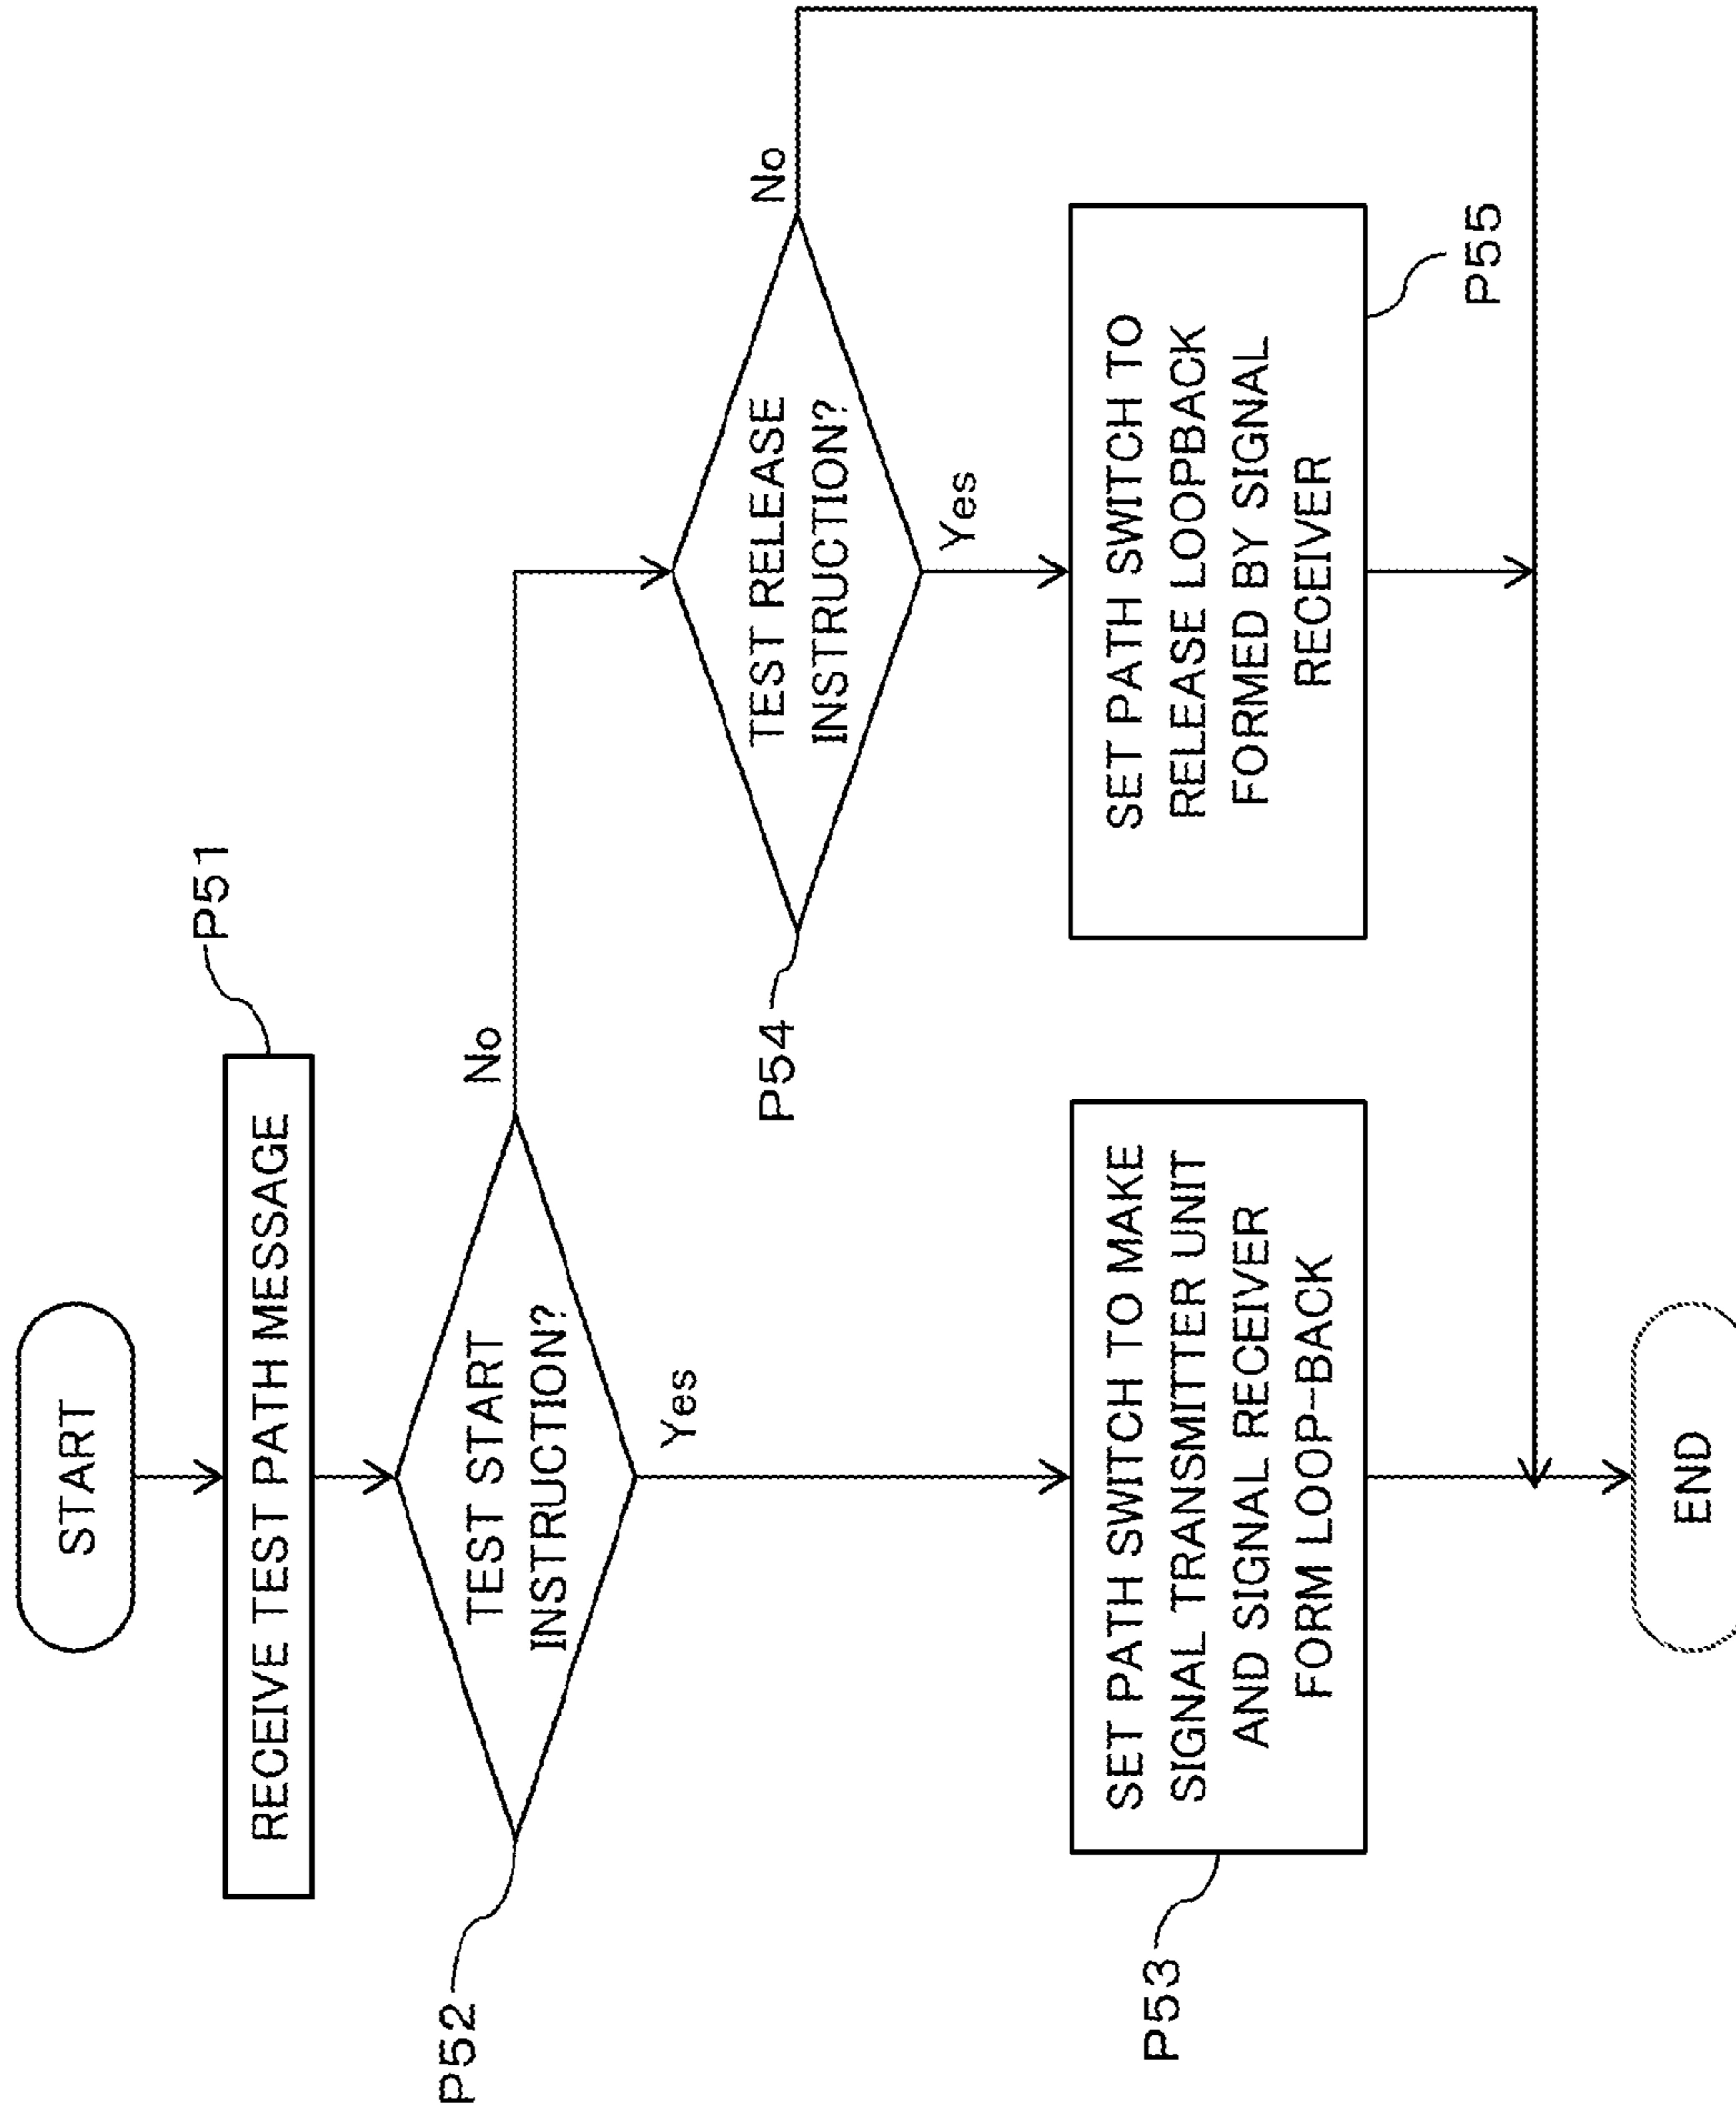 START
P51
RECEIVE TEST PATH MESSAGE
P52
TEST START
INSTRUCTION?
No
Yes
P54
TEST RELEASE
INSTRUCTION?
No
Yes
P53
SET PATH SWITCH TO MAKE
SIGNAL TRANSMITTER UNIT
AND SIGNAL RECEIVER
FORM LOOP-BACK
SET PATH SWITCH TO
RELEASE LOOPBACK
FORMED BY SIGNAL
RECEIVER
P55
END